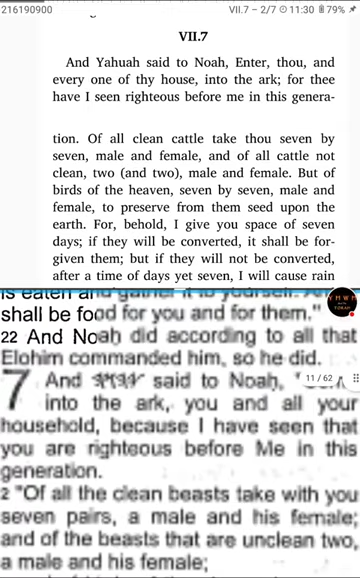 216190900
VII.7 – 2/7 11:30 79%
VII.7
And Yahuah said to Noah, Enter, thou, and
every one of thy house, into the ark; for thee
have I seen righteous before me in this genera-
tion. Of all clean cattle take thou seven by
seven, male and female, and of all cattle not
clean, two (and two), male and female. But of
birds of the heaven, seven by seven, male and
female, to preserve from them seed upon the
earth. For, behold, I give you space of seven
days; if they will be converted, it shall be for-
given them; but if they will not be converted,
after a time of days yet seven, I will cause rain
is eaten and gather it to yourself. And
shall be food for you and for them."
22 And Noah did according to all that
Elohim commanded him, so he did.
7 And 𐤉𐤄𐤅𐤄 said to Noah, "
11 / 62
into the ark, you and all your
household, because I have seen that
you are righteous before Me in this
generation.
2 "Of all the clean beasts take with you
seven pairs, a male and his female;
and of the beasts that are unclean two,
a male and his female;